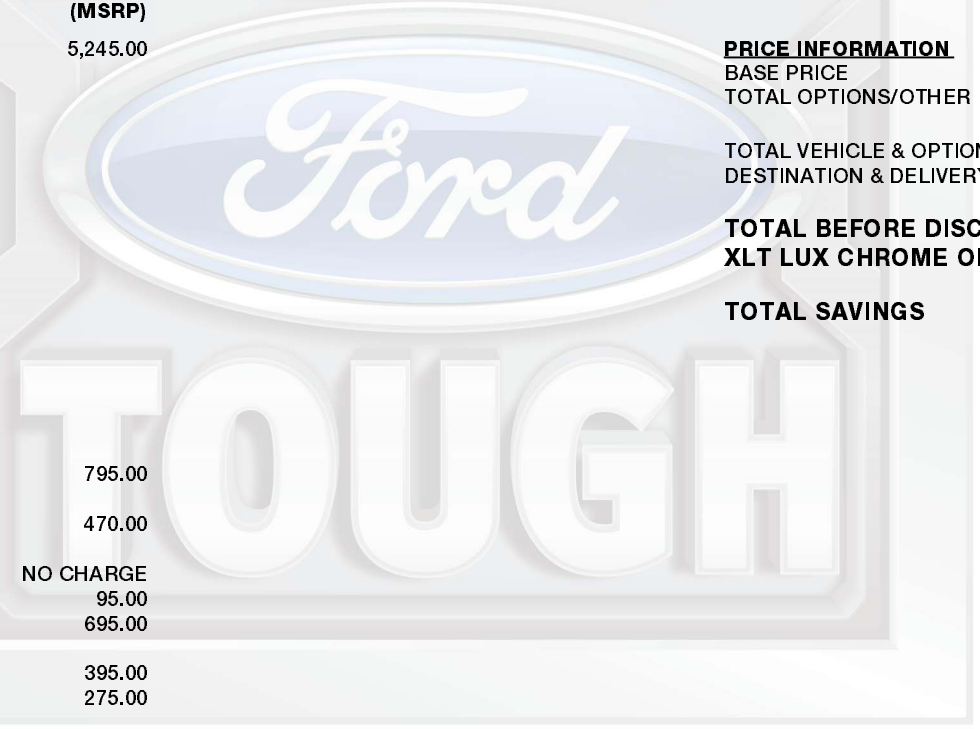 (MSRP)
5,245.00
795.00
470.00
NO CHARGE
95.00
695.00
395.00
275.00
PRICE INFORMATION
BASE PRICE
TOTAL OPTIONS/OTHER
TOTAL VEHICLE & OPTION
DESTINATION & DELIVERY
TOTAL BEFORE DISC
XLT LUX CHROME O
TOTAL SAVINGS
Ford
TOUGH